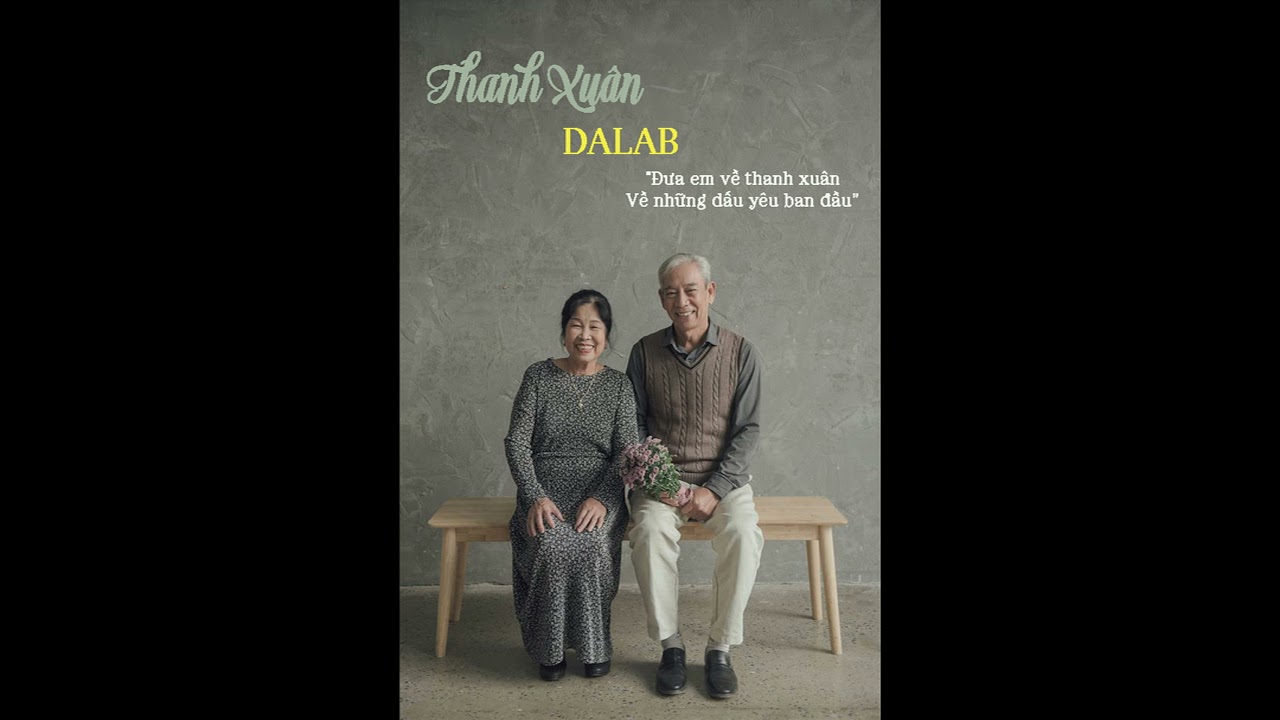 Thanh Xuân
DALAB
"Đưa em về thanh xuân
Về những dấu yêu ban đầu"